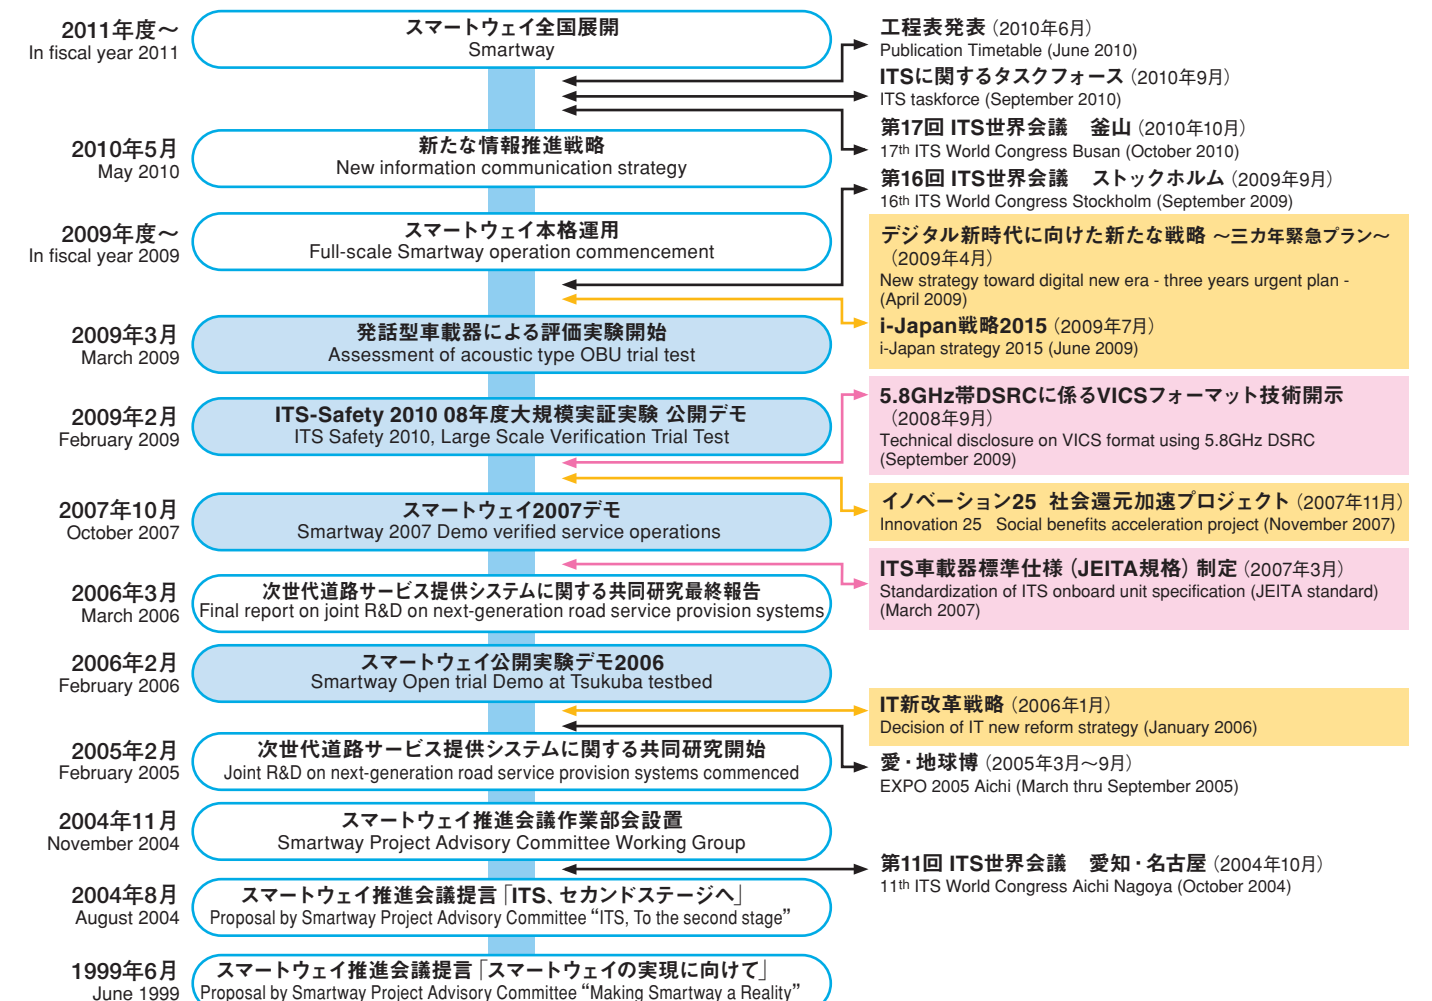 2011年度～
In fiscal year 2011
スマートウェイ全国展開
Smartway
2010年5月
May 2010
新たな情報推進戦略
New information communication strategy
2009年度～
In fiscal year 2009
スマートウェイ本格運用
Full-scale Smartway operation commencement
2009年3月
March 2009
発話型車載器による評価実験開始
Assessment of acoustic type OBU trial test
2009年2月
February 2009
ITS-Safety 2010 08年度大規模実証実験 公開デモ
ITS Safety 2010, Large Scale Verification Trial Test
2007年10月
October 2007
スマートウェイ2007デモ
Smartway 2007 Demo verified service operations
2006年3月
March 2006
次世代道路サービス提供システムに関する共同研究最終報告
Final report on joint R&D on next-generation road service provision systems
2006年2月
February 2006
スマートウェイ公開実験デモ2006
Smartway Open trial Demo at Tsukuba testbed
2005年2月
February 2005
次世代道路サービス提供システムに関する共同研究開始
Joint R&D on next-generation road service provision systems commenced
2004年11月
November 2004
スマートウェイ推進会議作業部会設置
Smartway Project Advisory Committee Working Group
2004年8月
August 2004
スマートウェイ推進会議提言「ITS、セカンドステージへ」
Proposal by Smartway Project Advisory Committee “ITS, To the second stage”
1999年6月
June 1999
スマートウェイ推進会議提言「スマートウェイの実現に向けて」
Proposal by Smartway Project Advisory Committee “Making Smartway a Reality”
工程表発表（2010年6月）
Publication Timetable (June 2010)
ITSに関するタスクフォース（2010年9月）
ITS taskforce (September 2010)
第17回 ITS世界会議　釜山（2010年10月）
17th ITS World Congress Busan (October 2010)
第16回 ITS世界会議　ストックホルム（2009年9月）
16th ITS World Congress Stockholm (September 2009)
デジタル新時代に向けた新たな戦略 ～三カ年緊急プラン～
（2009年4月）
New strategy toward digital new era - three years urgent plan -
(April 2009)
i-Japan戦略2015（2009年7月）
i-Japan strategy 2015 (June 2009)
5.8GHz帯DSRCに係るVICSフォーマット技術開示
（2008年9月）
Technical disclosure on VICS format using 5.8GHz DSRC
(September 2009)
イノベーション25 社会還元加速プロジェクト（2007年11月）
Innovation 25 Social benefits acceleration project (November 2007)
ITS車載器標準仕様（JEITA規格）制定（2007年3月）
Standardization of ITS onboard unit specification (JEITA standard)
(March 2007)
IT新改革戦略（2006年1月）
Decision of IT new reform strategy (January 2006)
愛・地球博（2005年3月～9月）
EXPO 2005 Aichi (March thru September 2005)
第11回 ITS世界会議　愛知・名古屋（2004年10月）
11th ITS World Congress Aichi Nagoya (October 2004)